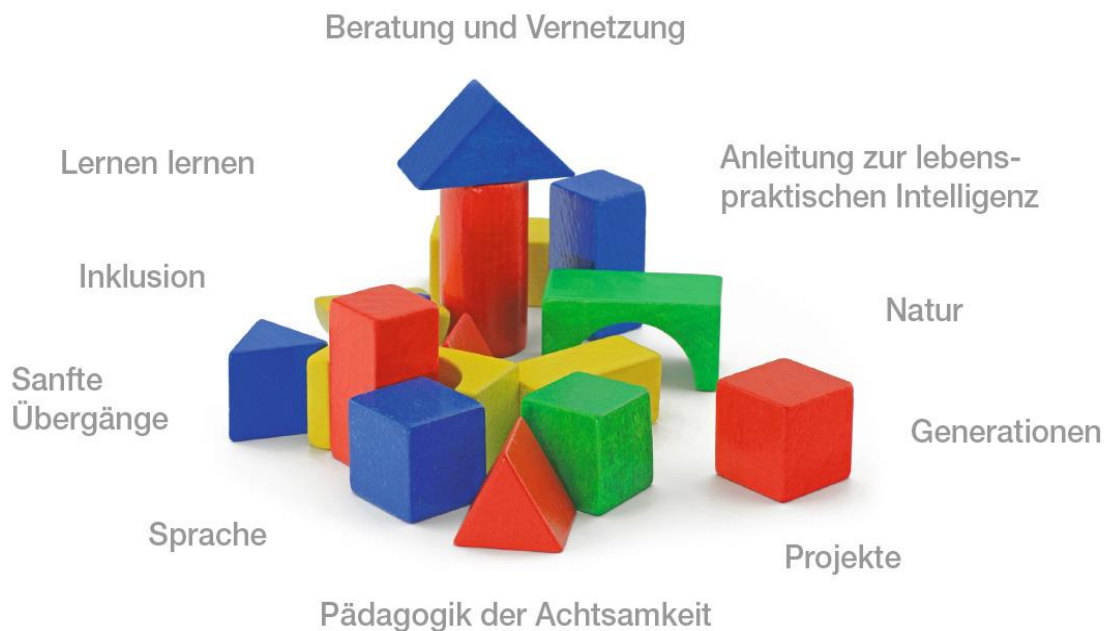 Beratung und Vernetzung
Lernen lernen
Anleitung zur lebens-
praktischen Intelligenz
Inklusion
Natur
Sanfte
Übergänge
Generationen
Sprache
Projekte
Pädagogik der Achtsamkeit